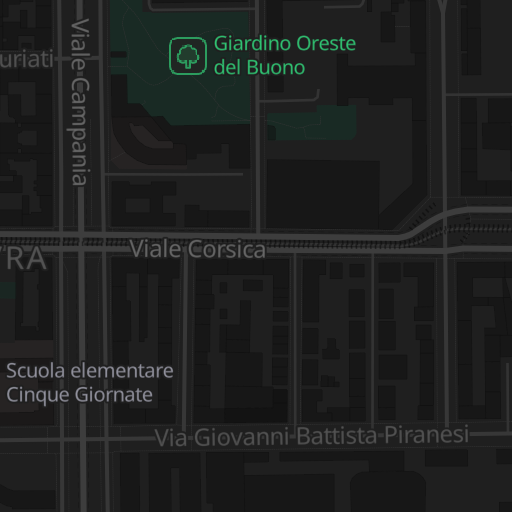 Giardino Oreste
del Buono
uriati
Viale Campania
Viale Corsica
RA
Scuola elementare
Cinque Giornate
Via Giovanni Battista Piranesi